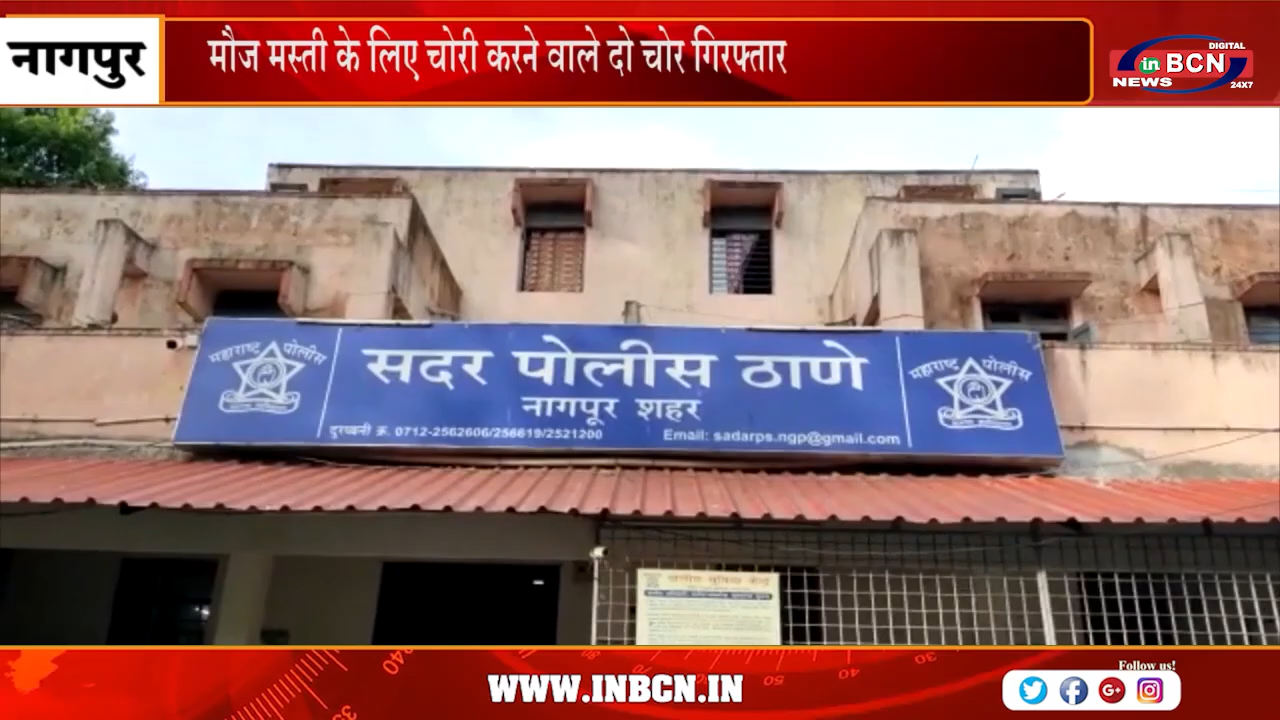 नागपुर
मौज मस्ती के लिए चोरी करने वाले दो चोर गिरफ्तार
DIGITAL
in BCN
NEWS
24X7
महाराष्ट्र पोलीस
सदर पोलीस ठाणे
नागपूर शहर
दुरध्वनी क्र. 0712-2562606/256619/2521200
Email: sadarps.ngp@gmail.com
महाराष्ट्र पोलीस
WWW.INBCN.IN
Follow us!